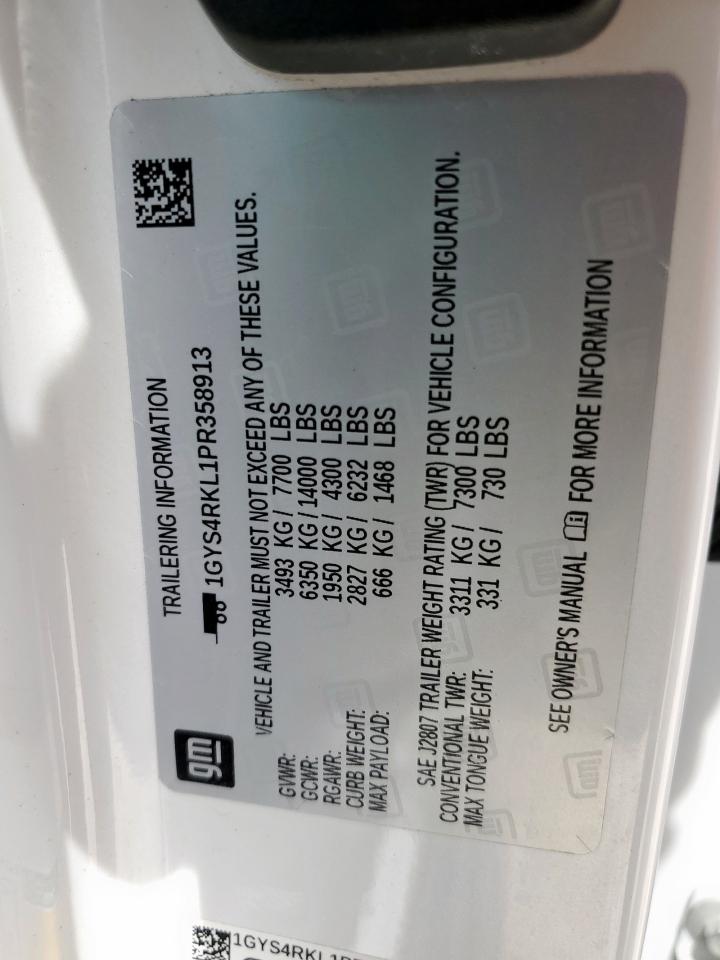 gm
TRAILERING INFORMATION
1GYS4RKL1PR358913
VEHICLE AND TRAILER MUST NOT EXCEED ANY OF THESE VALUES.
GVWR: 3493 KG / 7700 LBS
GCWR: 6350 KG / 14000 LBS
RGAWR: 1950 KG / 4300 LBS
CURB WEIGHT: 2827 KG / 6232 LBS
MAX PAYLOAD: 666 KG / 1468 LBS
SAE J2807 TRAILER WEIGHT RATING (TWR) FOR VEHICLE CONFIGURATION.
CONVENTIONAL TWR: 3311 KG / 7300 LBS
MAX TONGUE WEIGHT: 331 KG / 730 LBS
SEE OWNER'S MANUAL FOR MORE INFORMATION